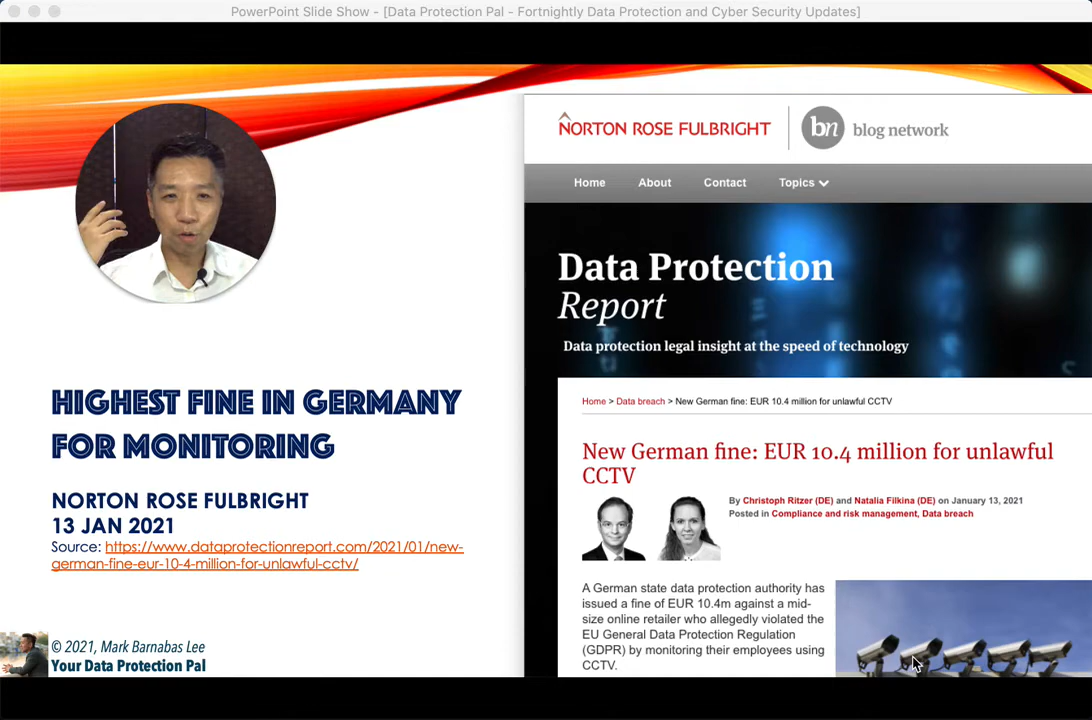 PowerPoint Slide Show - [Data Protection Pal - Fortnightly Data Protection and Cyber Security Updates]
NORTON ROSE FULBRIGHT
bn blog network
Home About Contact Topics
Data Protection
Report
Data protection legal insight at the speed of technology
Home > Data breach > New German fine: EUR 10.4 million for unlawful CCTV
New German fine: EUR 10.4 million for unlawful
CCTV
By Christoph Ritzer (DE) and Natalia Filkina (DE) on January 13, 2021
Posted in Compliance and risk management, Data breach
A German state data protection authority has
issued a fine of EUR 10.4m against a mid-
size online retailer who allegedly violated the
EU General Data Protection Regulation
(GDPR) by monitoring their employees using
CCTV.
HIGHEST FINE IN GERMANY
FOR MONITORING
NORTON ROSE FULBRIGHT
13 JAN 2021
Source: https://www.dataprotectionreport.com/2021/01/new-
german-fine-eur-10-4-million-for-unlawful-cctv/
© 2021, Mark Barnabas Lee
Your Data Protection Pal